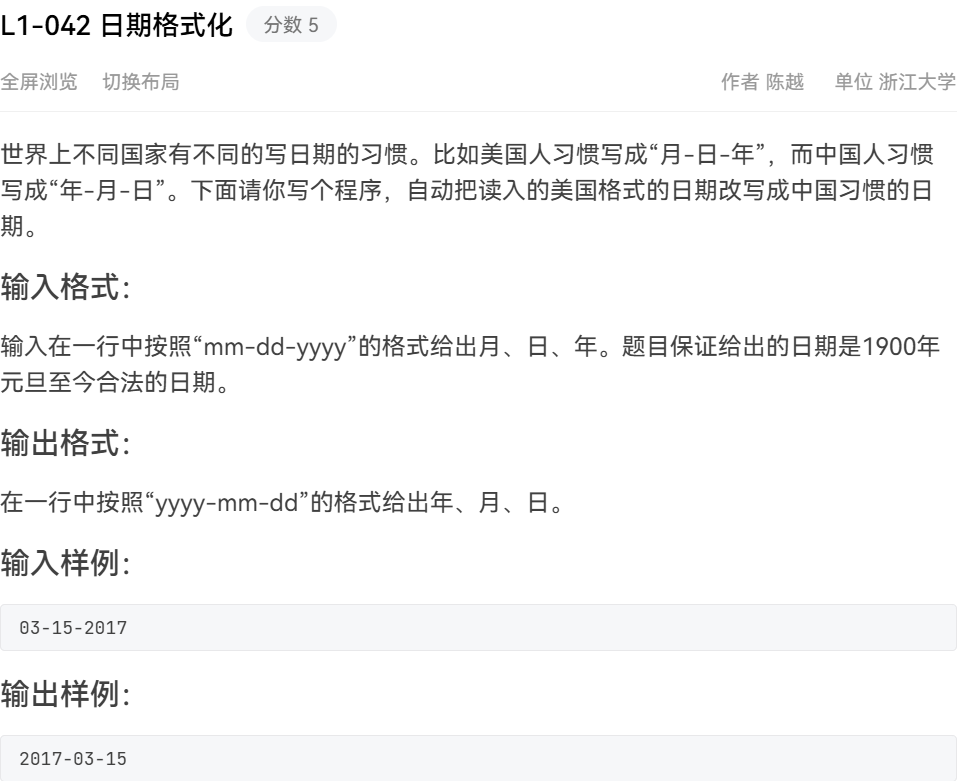 L1-042 日期格式化 分数 5
全屏浏览 切换布局 作者 陈越 单位 浙江大学
世界上不同国家有不同的写日期的习惯。比如美国人习惯写成“月-日-年”，而中国人习惯
写成“年-月-日”。下面请你写个程序，自动把读入的美国格式的日期改写成中国习惯的日
期。
输入格式：
输入在一行中按照“mm-dd-yyyy”的格式给出月、日、年。题目保证给出的日期是1900年
元旦至今合法的日期。
输出格式：
在一行中按照“yyyy-mm-dd”的格式给出年、月、日。
输入样例：
03-15-2017
输出样例：
2017-03-15